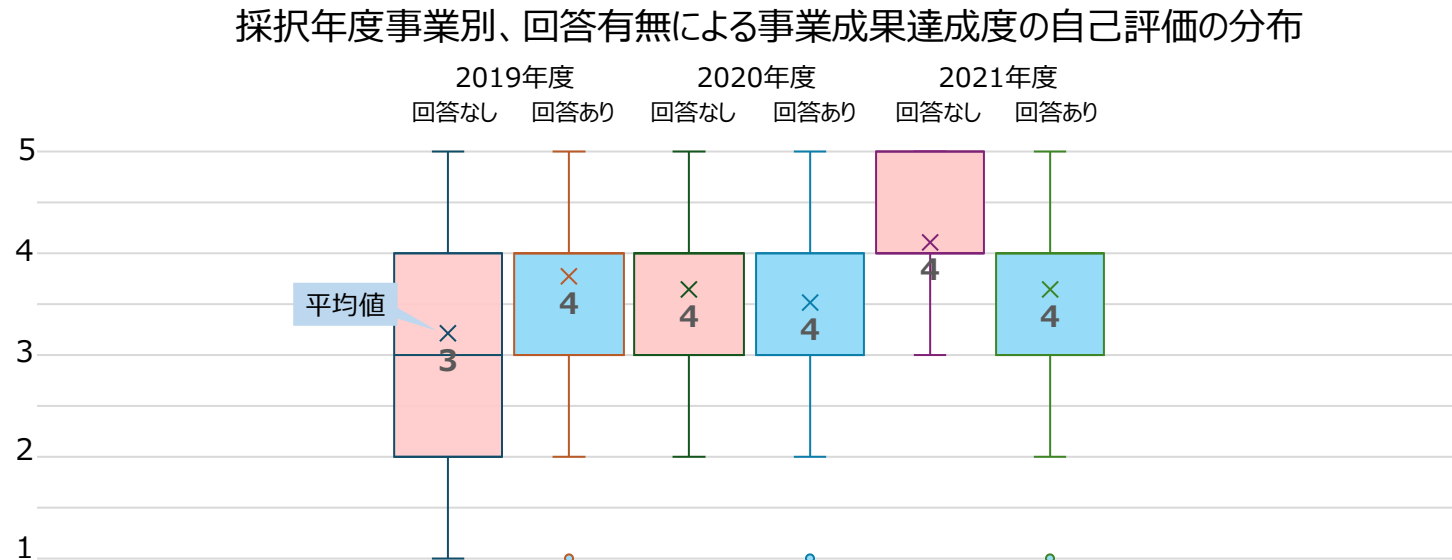 採択年度事業別、回答有無による事業成果達成度の自己評価の分布
2019年度 2020年度 2021年度
回答なし 回答あり 回答なし 回答あり 回答なし 回答あり
5
4
4
平均値 4 4 4 4
3
3
2
1